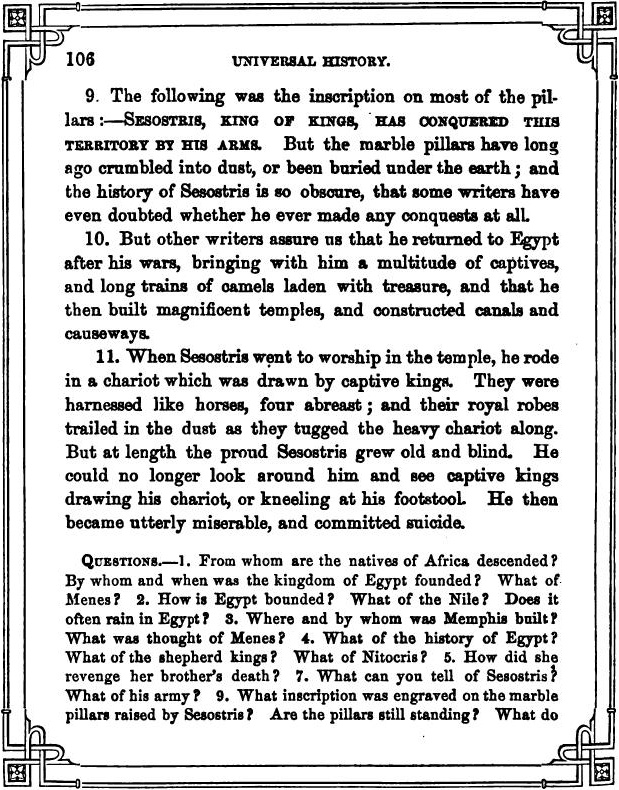 106
UNIVERSAL HISTORY.
9. The following was the inscription on most of the pil-
lars:—SESOSTRIS, KING OF KINGS, HAS CONQUERED THIS
TERRITORY BY HIS ARMS. But the marble pillars have long
ago crumbled into dust, or been buried under the earth; and
the history of Sesostris is so obscure, that some writers have
even doubted whether he ever made any conquests at all.
10. But other writers assure us that he returned to Egypt
after his wars, bringing with him a multitude of captives,
and long trains of camels laden with treasure, and that he
then built magnificent temples, and constructed canals and
causeways.
11. When Sesostris went to worship in the temple, he rode
in a chariot which was drawn by captive kings. They were
harnessed like horses, four abreast; and their royal robes
trailed in the dust as they tugged the heavy chariot along.
But at length the proud Sesostris grew old and blind. He
could no longer look around him and see captive kings
drawing his chariot, or kneeling at his footstool. He then
became utterly miserable, and committed suicide.
QUESTIONS.—1. From whom are the natives of Africa descended?
By whom and when was the kingdom of Egypt founded? What of
Menes? 2. How is Egypt bounded? What of the Nile? Does it
often rain in Egypt? 3. Where and by whom was Memphis built?
What was thought of Menes? 4. What of the history of Egypt?
What of the shepherd kings? What of Nitocris? 5. How did she
revenge her brother's death? 7. What can you tell of Sesostris?
What of his army? 9. What inscription was engraved on the marble
pillars raised by Sesostris? Are the pillars still standing? What do